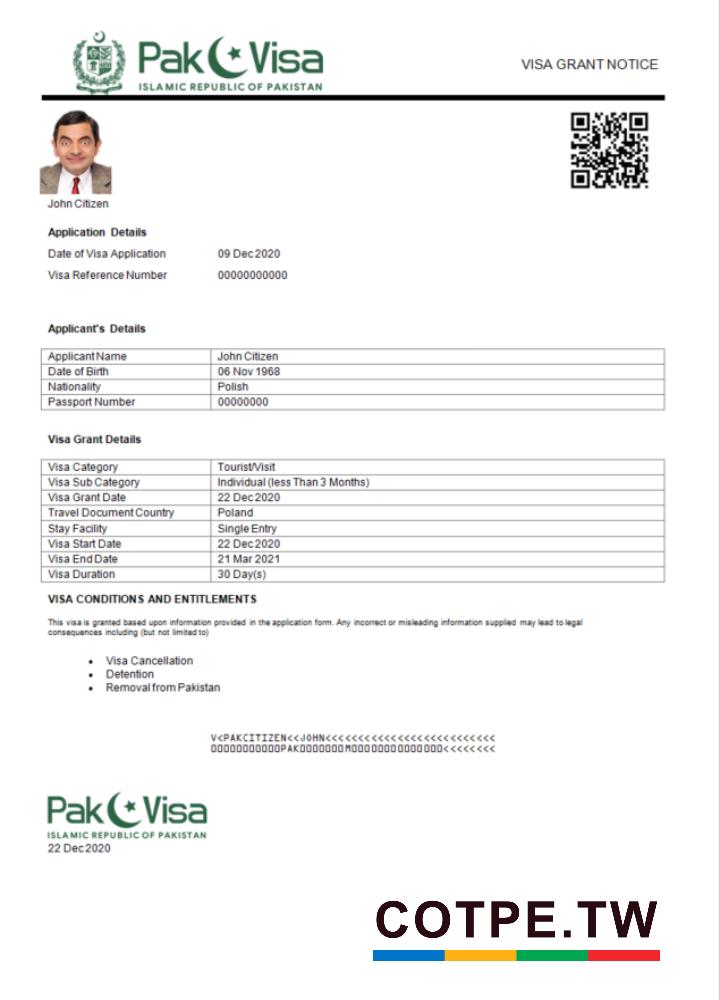 Pak Visa
ISLAMIC REPUBLIC OF PAKISTAN
VISA GRANT NOTICE
John Citizen
Application Details
Date of Visa Application 09 Dec 2020
Visa Reference Number 00000000000
Applicant's Details
Applicant Name John Citizen
Date of Birth 06 Nov 1968
Nationality Polish
Passport Number 00000000
Visa Grant Details
Visa Category Tourist/Visit
Visa Sub Category Individual (less Than 3 Months)
Visa Grant Date 22 Dec 2020
Travel Document Country Poland
Stay Facility Single Entry
Visa Start Date 22 Dec 2020
Visa End Date 21 Mar 2021
Visa Duration 30 Day(s)
VISA CONDITIONS AND ENTITLEMENTS
This visa is granted based upon information provided in the application form. Any incorrect or misleading information supplied may lead to legal
consequences including (but not limited to)
• Visa Cancellation
• Detention
• Removal from Pakistan
V<PAKCITIZEN<<JOHN<<<<<<<<<<<<<<<<<<<<<<<<<<
00000000000PAK0000000M00000000000000<<<<<<<<
Pak Visa
ISLAMIC REPUBLIC OF PAKISTAN
22 Dec 2020
COTPE.TW